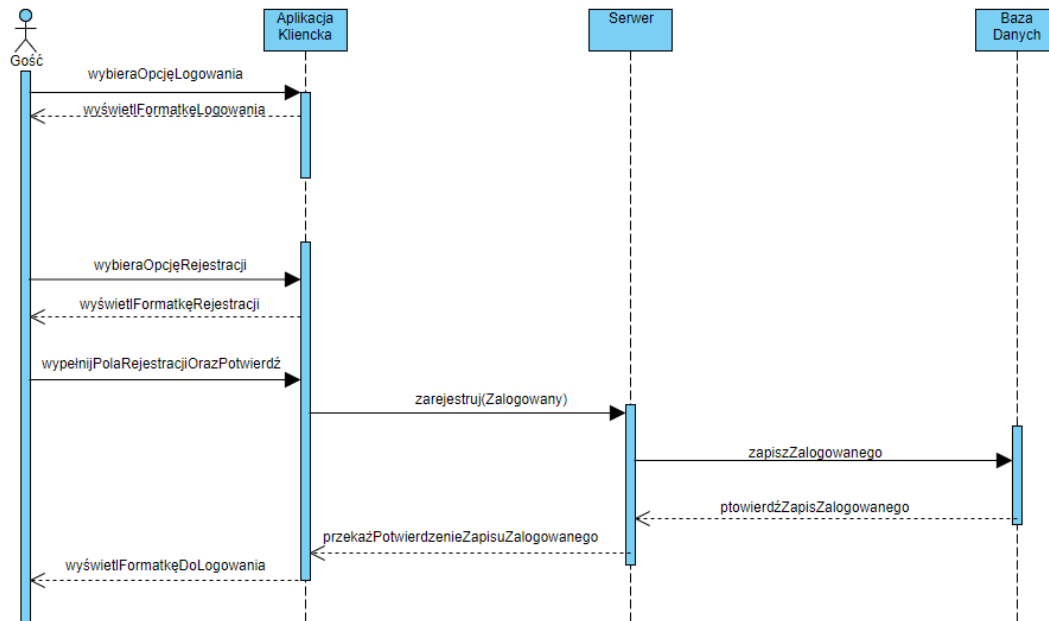 Aplikacja
Kliencka
Serwer
Baza
Danych
Gość
wybieraOpcjęLogowania
wyświetlFormatkęLogowania
wybieraOpcjęRejestracji
wyświetlFormatkęRejestracji
wypełnijPolaRejestracjiOrazPotwierdź
zarejestruj(Zalogowany)
zapiszZalogowanego
ptowierdźZapisZalogowanego
przekażPotwierdzenieZapisuZalogowanego
wyświetlFormatkęDoLogowania